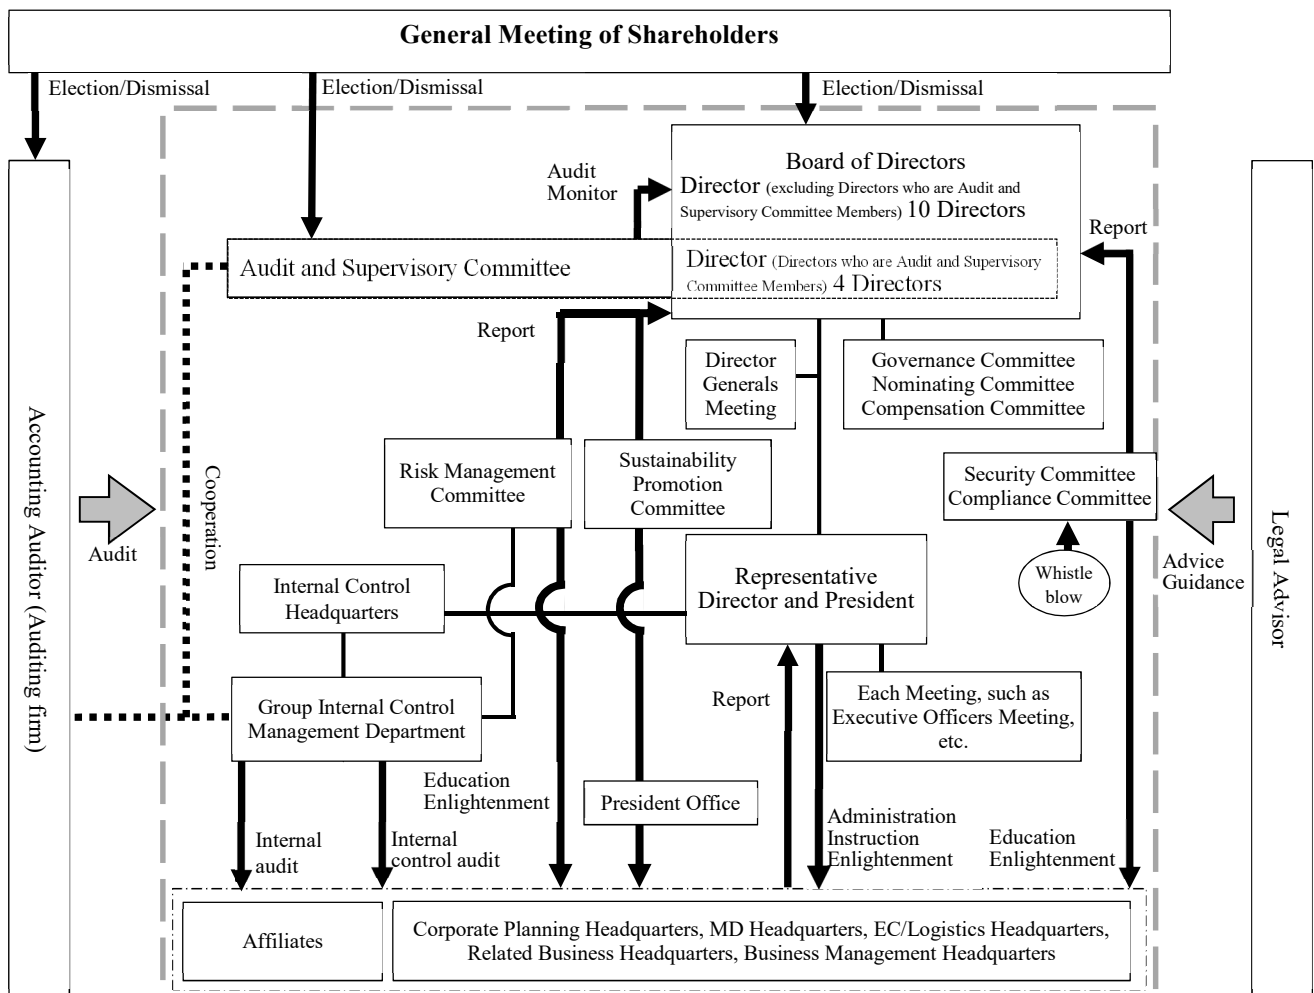 General Meeting of Shareholders
Election/Dismissal
Election/Dismissal
Election/Dismissal
Board of Directors
Director (excluding Directors who are Audit and
Supervisory Committee Members) 10 Directors
Audit
Monitor
Report
Audit and Supervisory Committee
Director (Directors who are Audit and Supervisory
Committee Members) 4 Directors
Report
Director
Generals
Meeting
Governance Committee
Nominating Committee
Compensation Committee
Accounting Auditor (Auditing firm)
Audit
Cooperation
Risk Management
Committee
Sustainability
Promotion
Committee
Security Committee
Compliance Committee
Whistle
blow
Advice
Guidance
Legal Advisor
Internal Control
Headquarters
Representative
Director and President
Group Internal Control
Management Department
Report
Each Meeting, such as
Executive Officers Meeting,
etc.
Education
Enlightenment
President Office
Internal
audit
Internal
control audit
Administration
Instruction
Enlightenment
Education
Enlightenment
Affiliates
Corporate Planning Headquarters, MD Headquarters, EC/Logistics Headquarters,
Related Business Headquarters, Business Management Headquarters